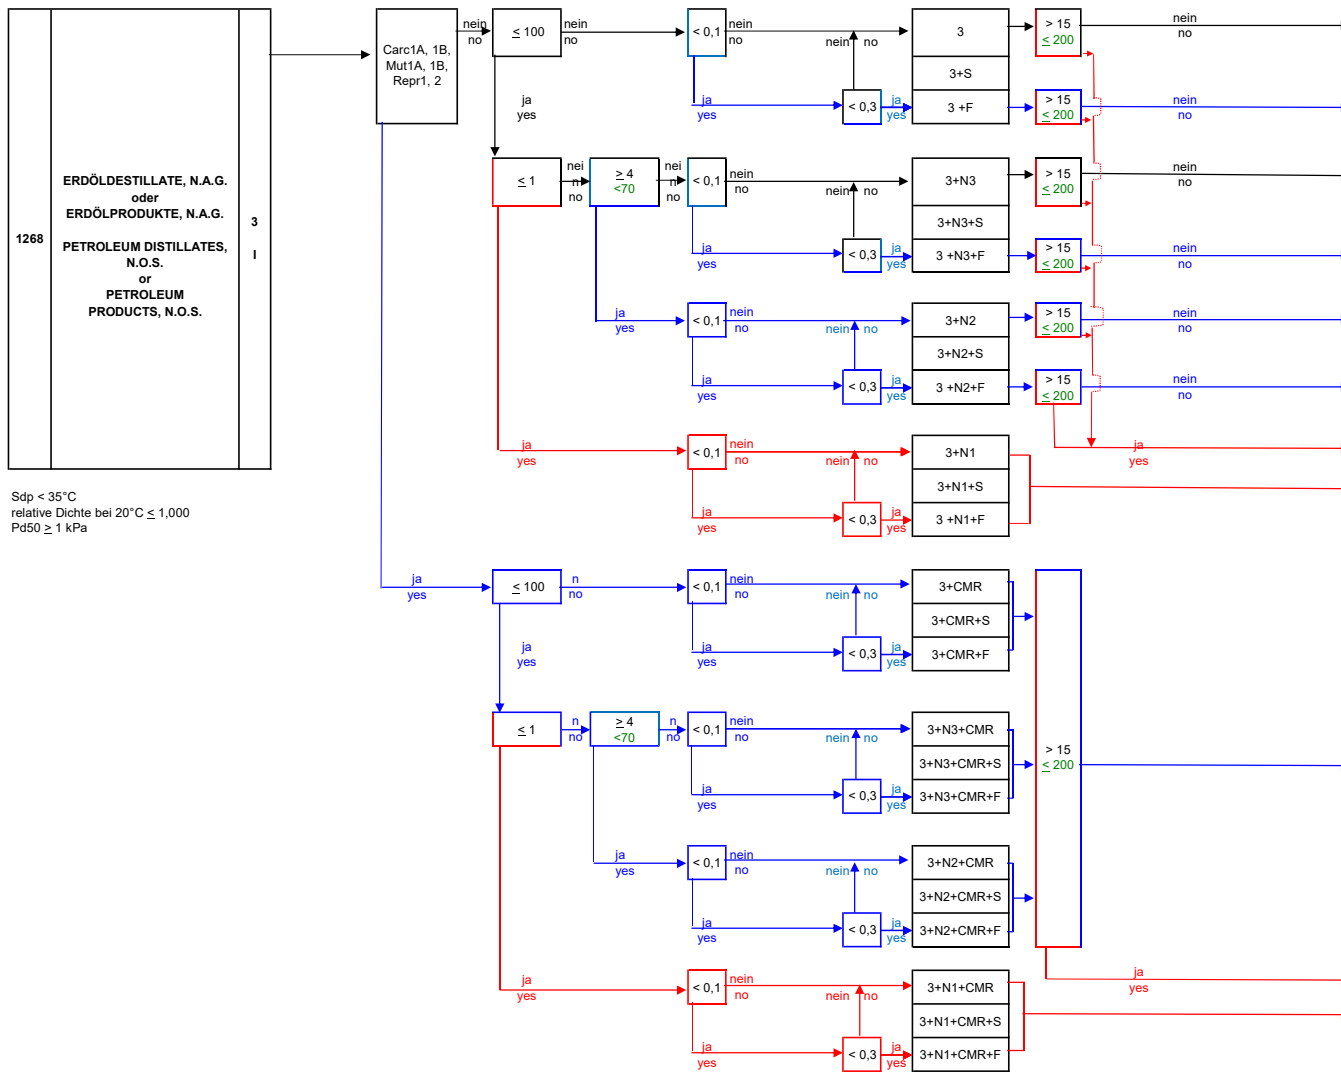 1268
ERDÖLDESTILLATE, N.A.G.
oder
ERDÖLPRODUKTE, N.A.G.
PETROLEUM DISTILLATES,
N.O.S.
or
PETROLEUM
PRODUCTS, N.O.S.
3
I
Sdp < 35°C
relative Dichte bei 20°C ≤ 1,000
Pd50 ≥ 1 kPa
Carc1A, 1B,
Mut1A, 1B,
Repr1, 2
nein
no
≤ 100
nein
no
< 0,1
nein
no
nein no
3
> 15
≤ 200
nein
no
3+S
ja
yes
ja
yes
< 0,3
ja
yes
3 +F
> 15
≤ 200
nein
no
≤ 1
nei
n
no
≥ 4
<70
nei
n
no
< 0,1
nein
no
nein no
3+N3
> 15
≤ 200
nein
no
3+N3+S
ja
yes
< 0,3
ja
yes
3 +N3+F
> 15
≤ 200
nein
no
ja
yes
< 0,1
nein
no
nein no
3+N2
> 15
≤ 200
nein
no
3+N2+S
ja
yes
< 0,3
ja
yes
3 +N2+F
> 15
≤ 200
nein
no
ja
yes
< 0,1
nein
no
nein no
3+N1
ja
yes
3+N1+S
ja
yes
< 0,3
ja
yes
3 +N1+F
ja
yes
≤ 100
n
no
< 0,1
nein
no
nein no
3+CMR
3+CMR+S
ja
yes
ja
yes
< 0,3
ja
yes
3+CMR+F
≤ 1
n
no
≥ 4
<70
n
no
< 0,1
nein
no
nein no
3+N3+CMR
> 15
≤ 200
3+N3+CMR+S
ja
yes
< 0,3
ja
yes
3+N3+CMR+F
ja
yes
< 0,1
nein
no
nein no
3+N2+CMR
3+N2+CMR+S
ja
yes
< 0,3
ja
yes
3+N2+CMR+F
ja
yes
ja
yes
< 0,1
nein
no
nein no
3+N1+CMR
3+N1+CMR+S
ja
yes
< 0,3
ja
yes
3+N1+CMR+F